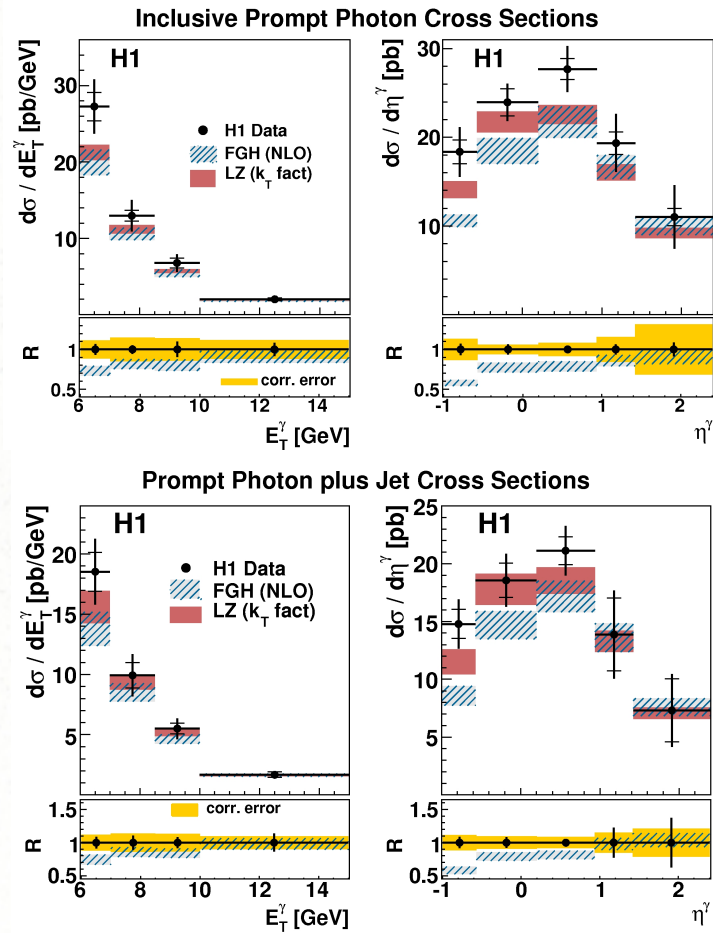 Inclusive Prompt Photon Cross Sections
dσ / dE_T^γ [pb/GeV]
H1
30
20
10
H1 Data
FGH (NLO)
LZ (k_T fact)
R
1
0.5
corr. error
6 8 10 12 14
E_T^γ [GeV]
dσ / dη^γ [pb]
H1
30
20
10
R
1
0.5
-1 0 1 2
η^γ
Prompt Photon plus Jet Cross Sections
dσ / dE_T^γ [pb/GeV]
H1
20
15
10
5
H1 Data
FGH (NLO)
LZ (k_T fact)
R
1.5
1
0.5
corr. error
6 8 10 12 14
E_T^γ [GeV]
dσ / dη^γ [pb]
H1
25
20
15
10
5
0
R
1.5
1
0.5
-1 0 1 2
η^γ